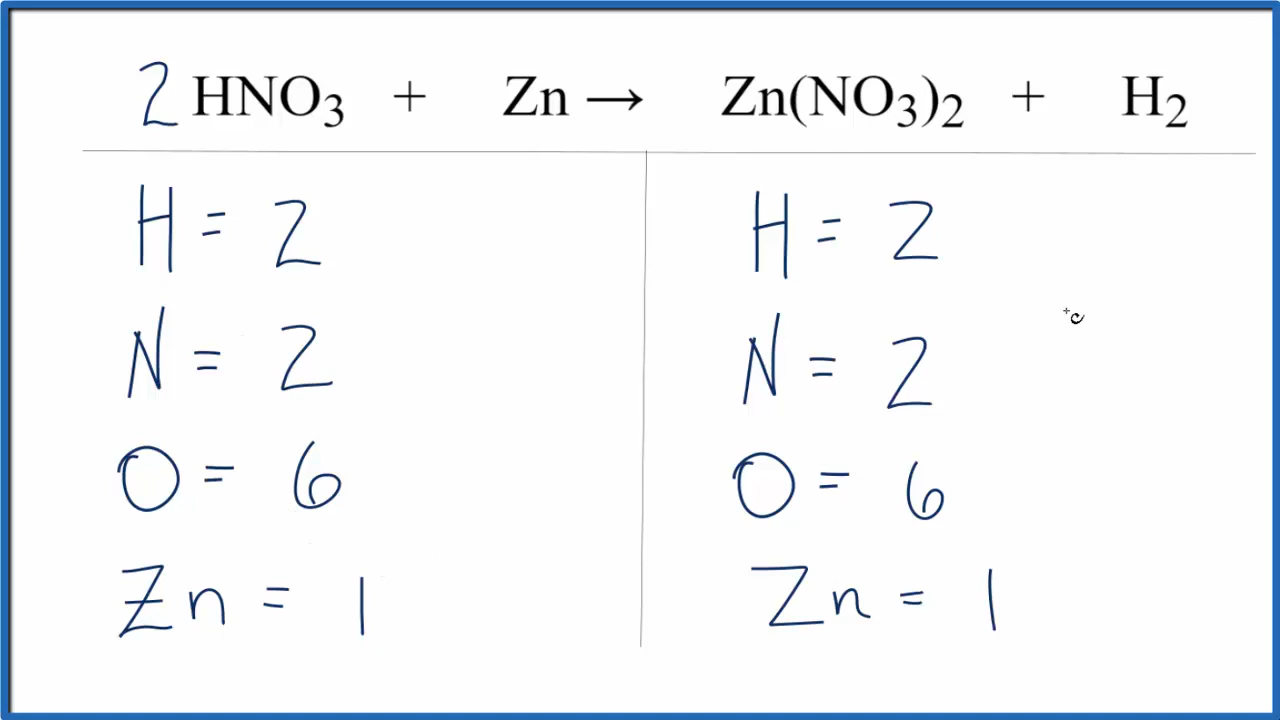 2 HNO₃ + Zn → Zn(NO₃)₂ + H₂
H = 2 H = 2
N = 2 N = 2
O = 6 O = 6
Zn = 1 Zn = 1